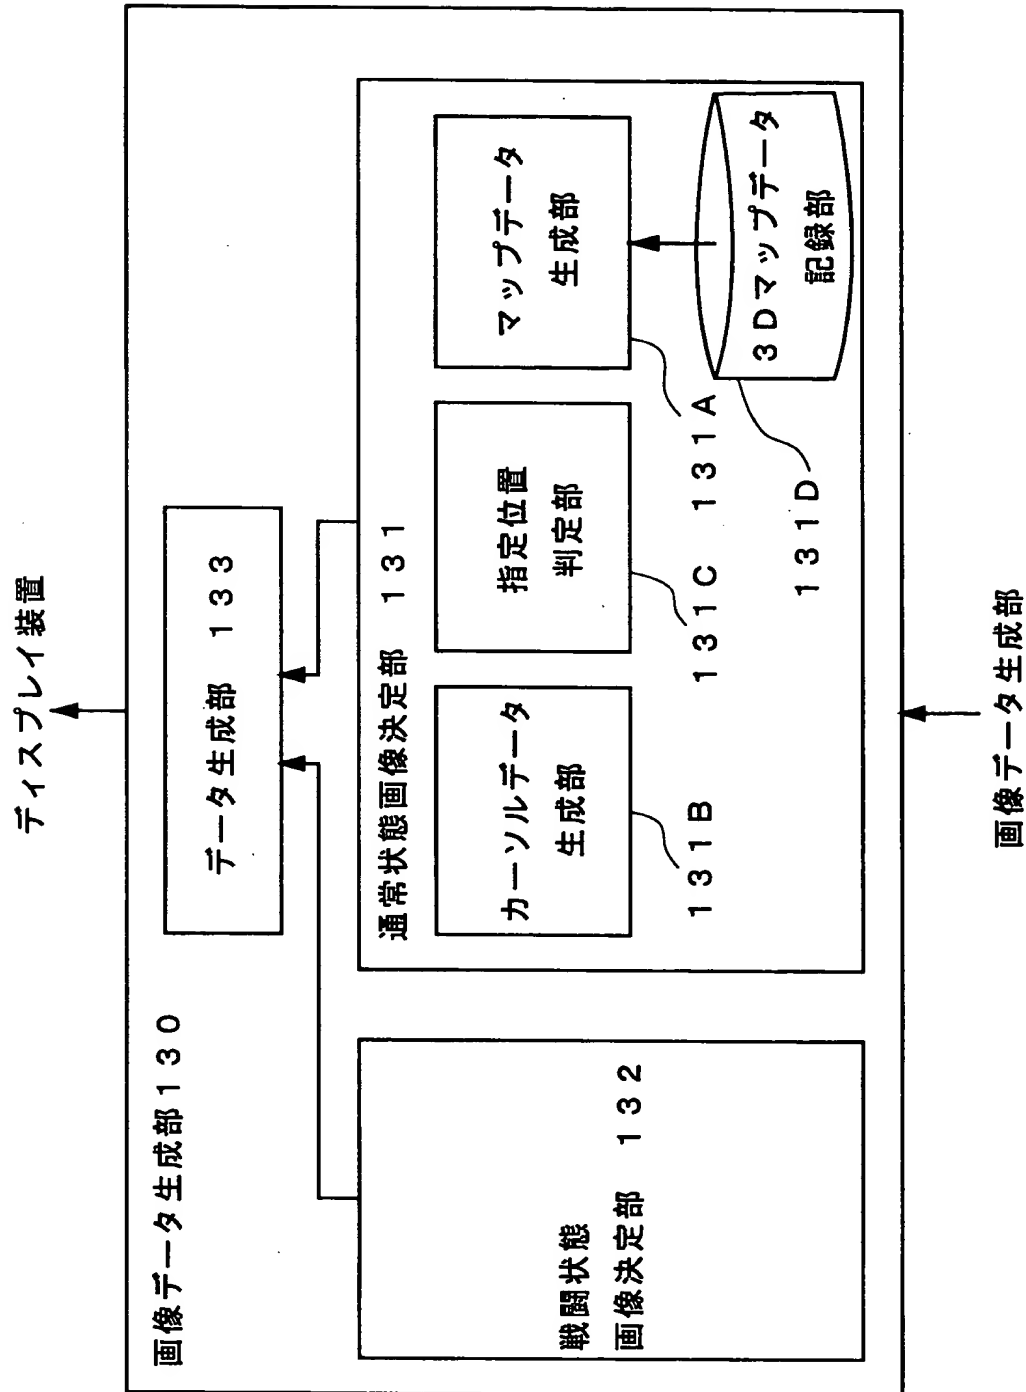 ディスプレイ装置
画像データ生成部130
データ生成部 133
戦闘状態
画像決定部 132
通常状態画像決定部 131
カーソルデータ
生成部
131B
指定位置
判定部
131C
マップデータ
生成部
131A
3Dマップデータ
記録部
131D
画像データ生成部